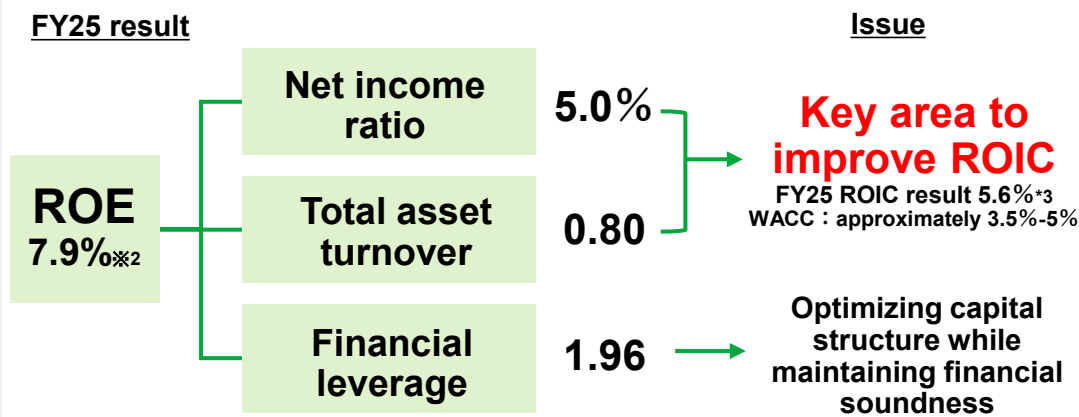 FY25 result
Issue
ROE
7.9%※2
Net income
ratio
5.0%
Total asset
turnover
0.80
Financial
leverage
1.96
Key area to
improve ROIC
FY25 ROIC result 5.6%*3
WACC：approximately 3.5%-5%
Optimizing capital
structure while
maintaining financial
soundness